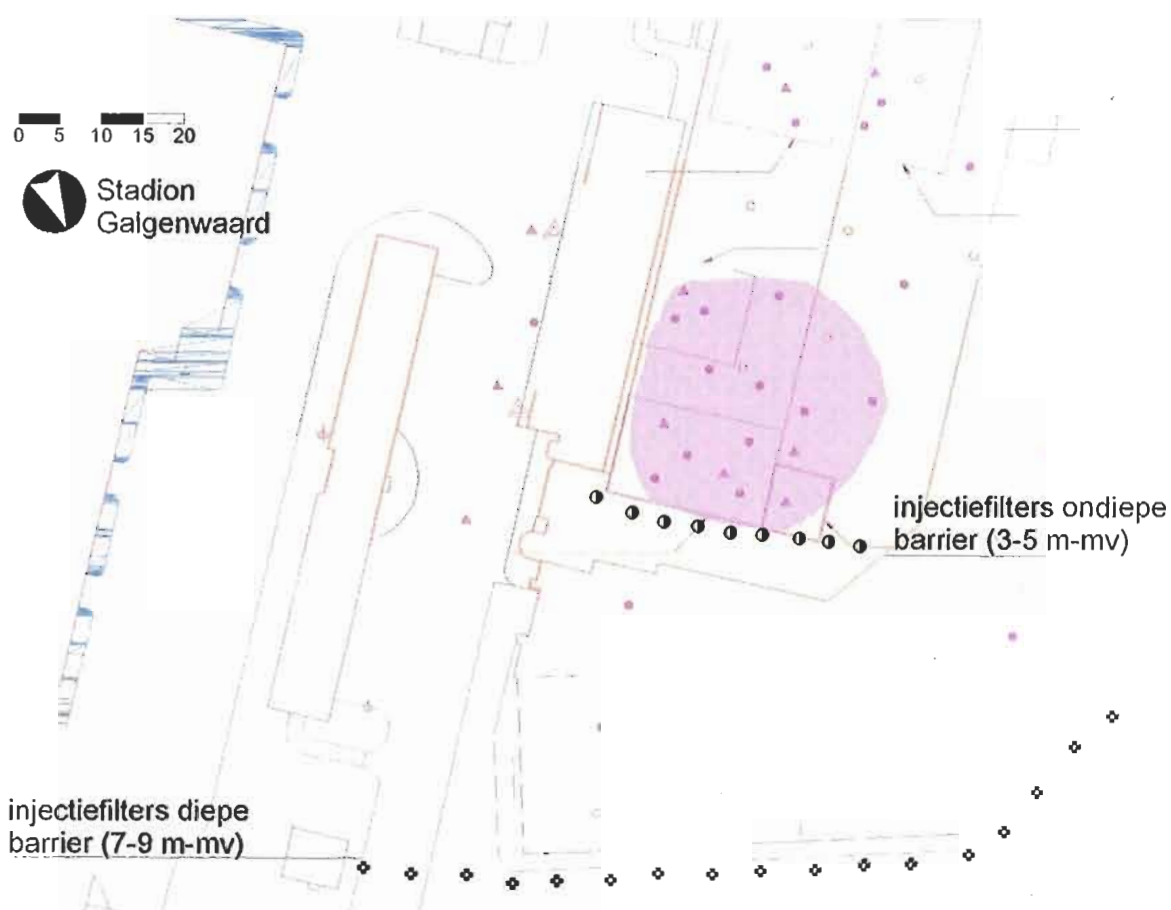 0 5 10 15 20
Stadion
Galgenwaard
injectiefilters ondiepe
barrier (3-5 m-mv)
injectiefilters diepe
barrier (7-9 m-mv)